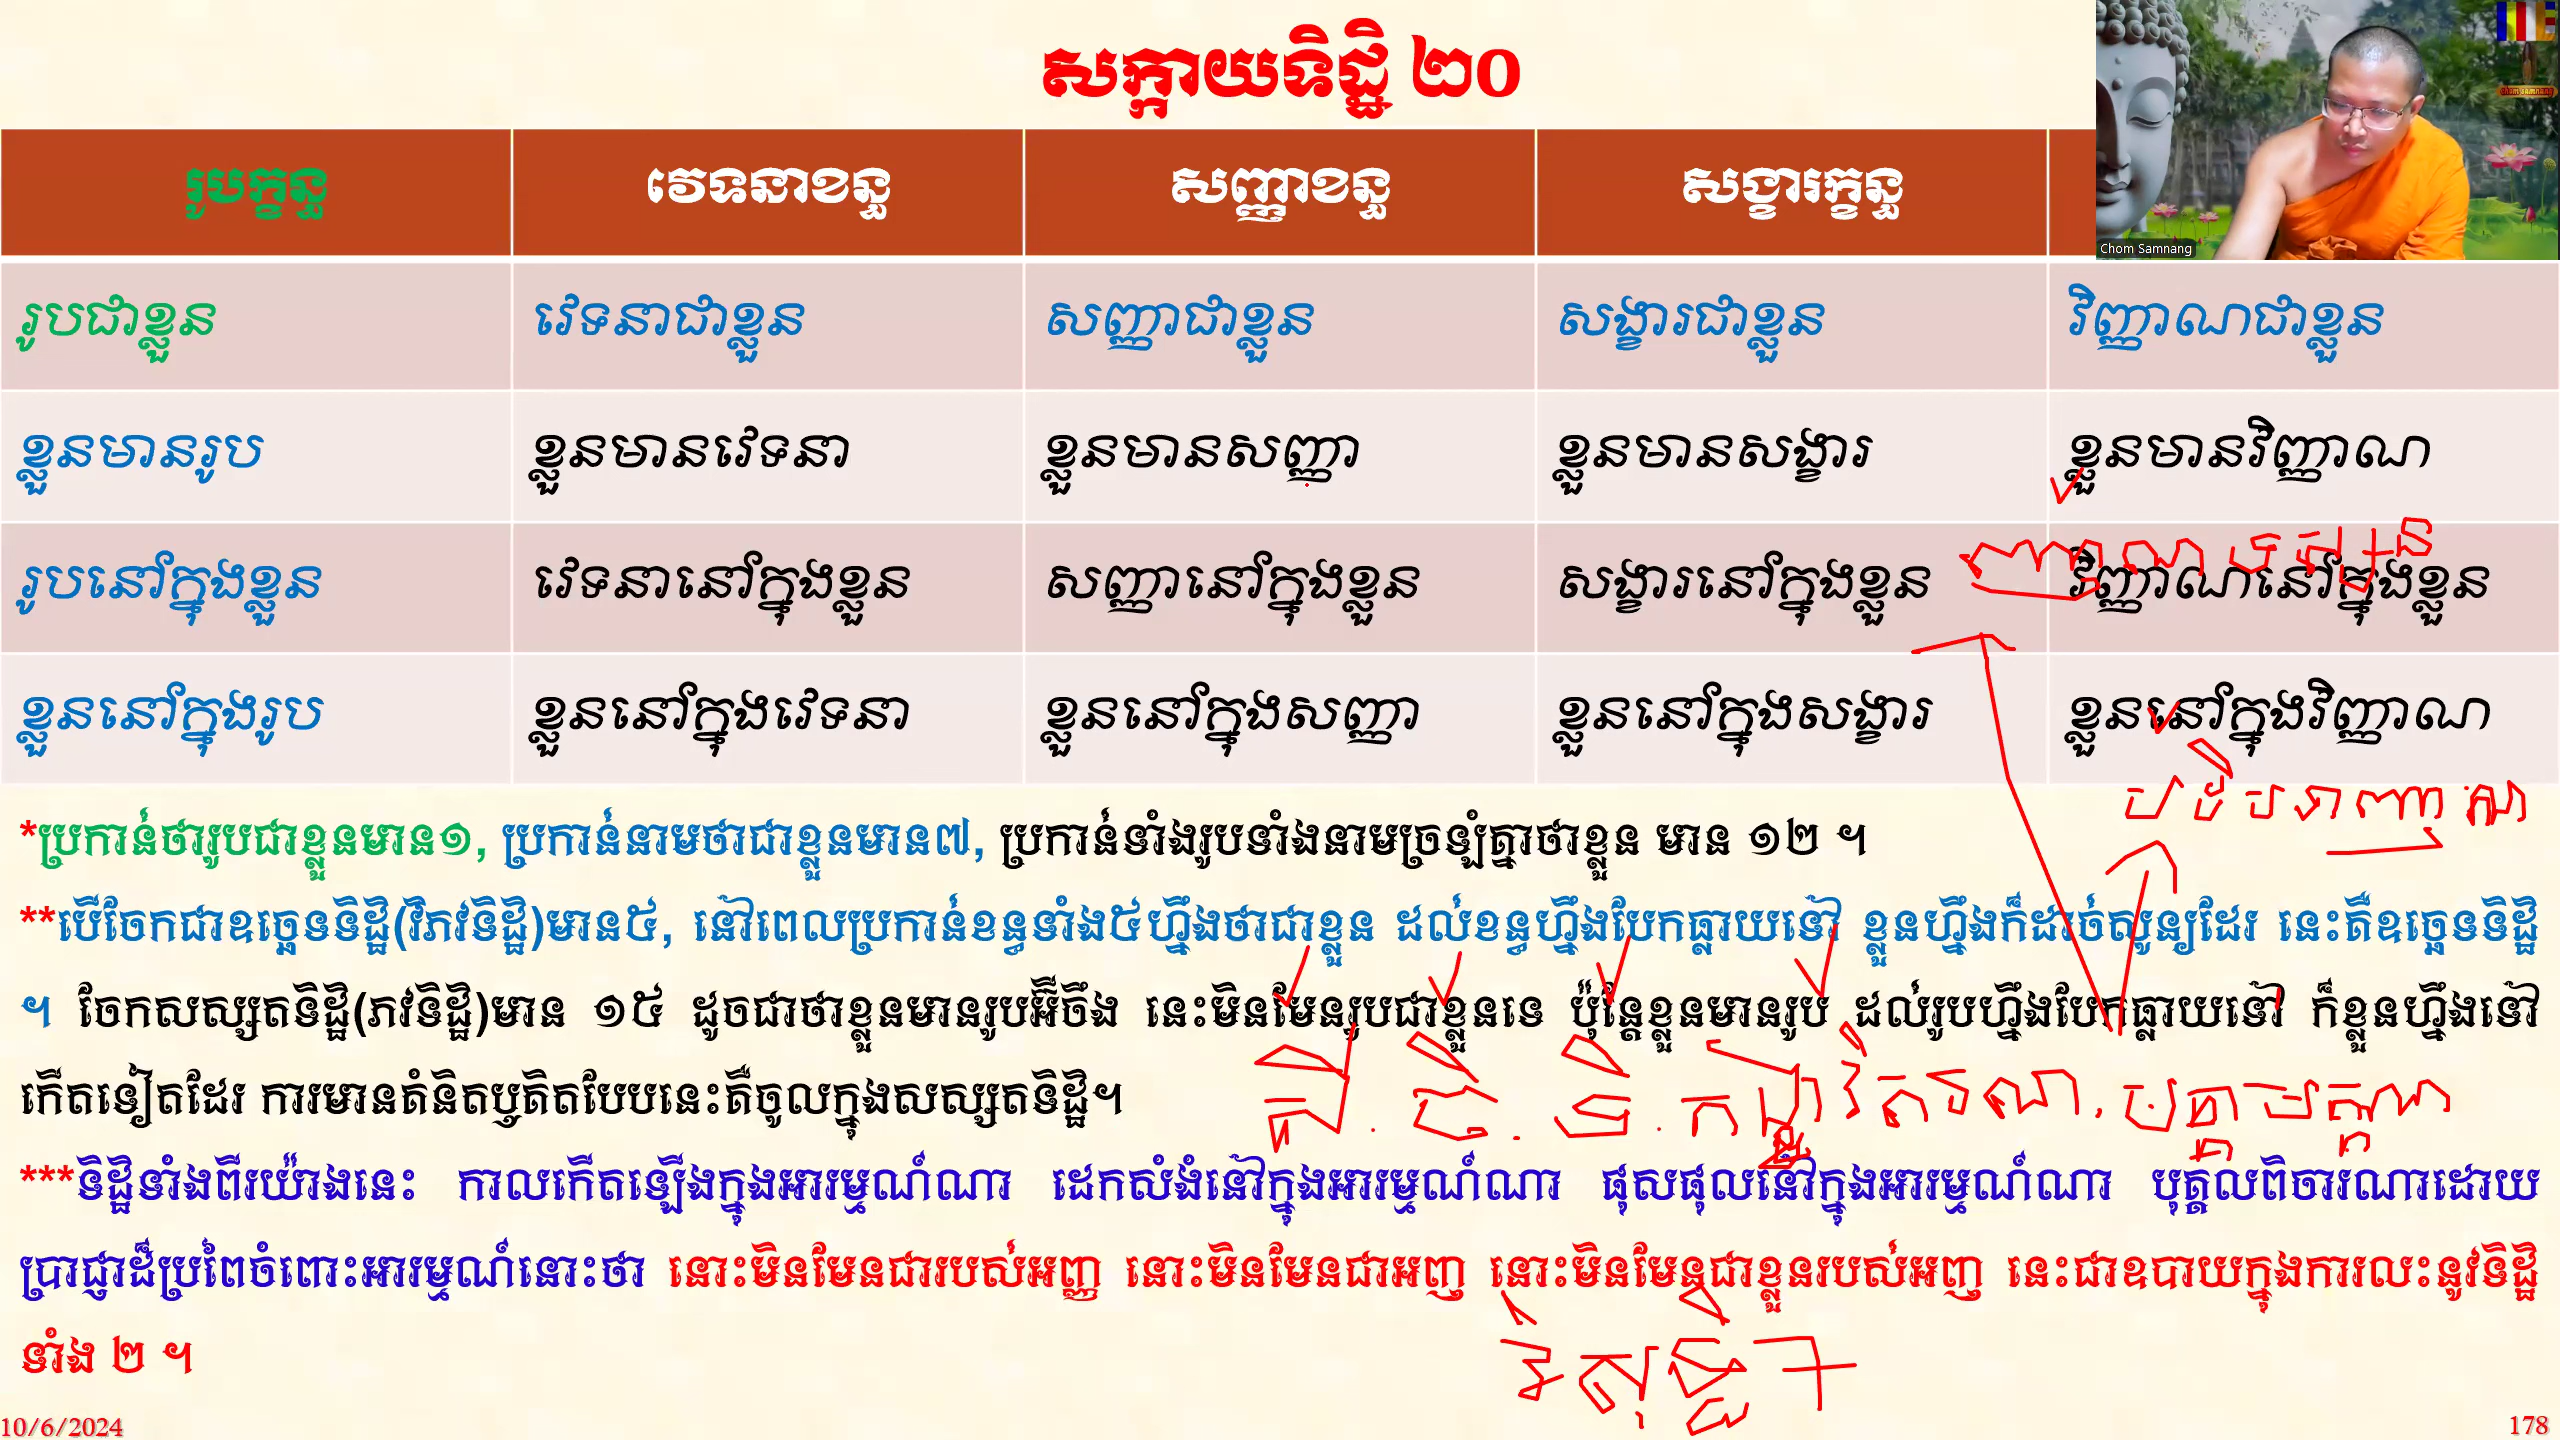 សក្កាយទិដ្ឋិ ២០
Chom Samnang
រូបក្ខន្ធ វេទនាខន្ធ សញ្ញាខន្ធ សង្ខារក្ខន្ធ
រូបជាខ្លួន វេទនាជាខ្លួន សញ្ញាជាខ្លួន សង្ខារជាខ្លួន វិញ្ញាណជាខ្លួន
ខ្លួនមានរូប ខ្លួនមានវេទនា ខ្លួនមានសញ្ញា ខ្លួនមានសង្ខារ ខ្លួនមានវិញ្ញាណ
រូបនៅក្នុងខ្លួន វេទនានៅក្នុងខ្លួន សញ្ញានៅក្នុងខ្លួន សង្ខារនៅក្នុងខ្លួន វិញ្ញាណនៅក្នុងខ្លួន
ខ្លួននៅក្នុងរូប ខ្លួននៅក្នុងវេទនា ខ្លួននៅក្នុងសញ្ញា ខ្លួននៅក្នុងសង្ខារ ខ្លួននៅក្នុងវិញ្ញាណ
*ប្រកាន់ថារូបជាខ្លួនមាន១, ប្រកាន់នាមថាជាខ្លួនមាន៧, ប្រកាន់ទាំងរូបទាំងនាមច្រឡំគ្នាថាខ្លួន មាន ១២ ។
**បើចែកជាឧច្ឆេទទិដ្ឋិ(វិភវទិដ្ឋិ)មាន៥, នៅពេលប្រកាន់ខន្ធទាំង៥ហ្នឹងថាជាខ្លួន ដល់ខន្ធហ្នឹងបែកធ្លាយទៅ ខ្លួនហ្នឹងក៏ដាច់សូន្យដែរ នេះគឺឧច្ឆេទទិដ្ឋិ
។ ចែកសស្សតទិដ្ឋិ(ភវទិដ្ឋិ)មាន ១៥ ដូចជាថាខ្លួនមានរូបអ៊ីចឹង នេះមិនមែនរូបជាខ្លួនទេ ប៉ុន្តែខ្លួនមានរូប ដល់រូបហ្នឹងបែកធ្លាយទៅ ក៏ខ្លួនហ្នឹងទៅ
កើតទៀតដែរ ការមានគំនិតប្រព្រឹត្តបែបនេះគឺចូលក្នុងសស្សតទិដ្ឋិ។
***ទិដ្ឋិទាំងពីរយ៉ាងនេះ កាលកើតឡើងក្នុងអារម្មណ៍ណា ដេកសំងំនៅក្នុងអារម្មណ៍ណា ផុសផុលនៅក្នុងអារម្មណ៍ណា បុគ្គលពិចារណាដោយ
ប្រាជ្ញាដ៏ប្រពៃចំពោះអារម្មណ៍នោះថា នោះមិនមែនជារបស់អញ្ញ នោះមិនមែនជាអញ នោះមិនមែនជាខ្លួនរបស់អញ នេះជាឧបាយក្នុងការលះនូវទិដ្ឋិ
ទាំង ២ ។
10/6/2024
178